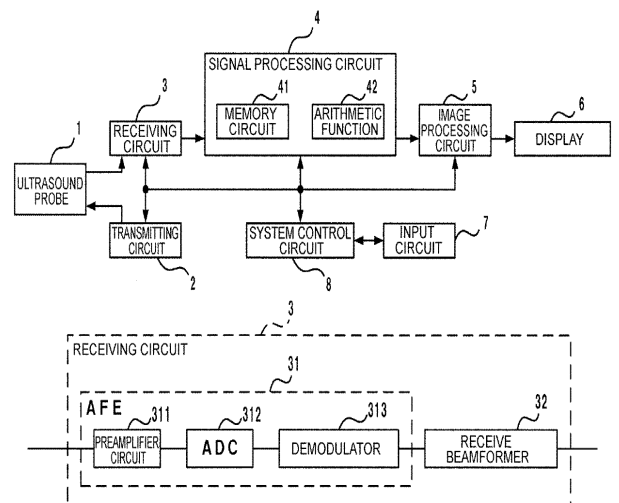 4
SIGNAL PROCESSING CIRCUIT
41
42
MEMORY
CIRCUIT
ARITHMETIC
FUNCTION
3
RECEIVING
CIRCUIT
5
IMAGE
PROCESSING
CIRCUIT
6
DISPLAY
1
ULTRASOUND
PROBE
TRANSMITTING
CIRCUIT
2
SYSTEM CONTROL
CIRCUIT
8
INPUT
CIRCUIT
7
3
RECEIVING CIRCUIT
31
AFE
311
PREAMPLIFIER
CIRCUIT
312
ADC
313
DEMODULATOR
32
RECEIVE
BEAMFORMER